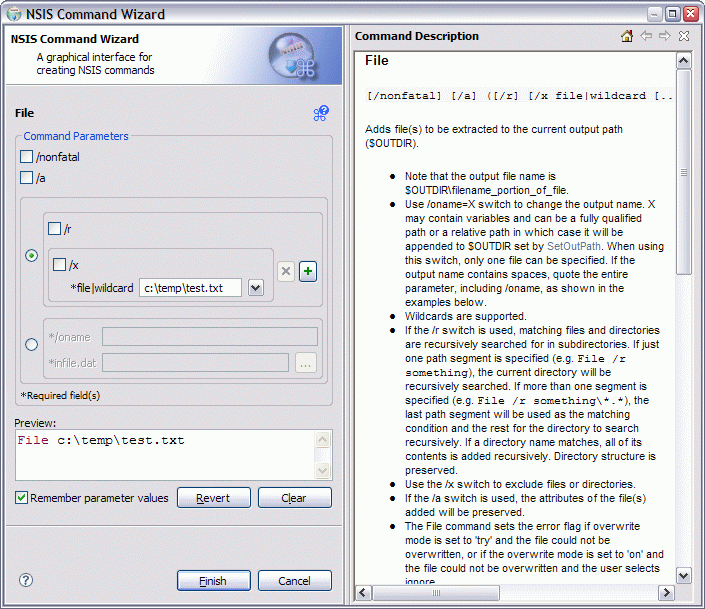 NSIS Command Wizard
NSIS Command Wizard
A graphical interface for
creating NSIS commands
File
Command Parameters
/nonfatal
/a
/r
/x
*file|wildcard c:\temp\test.txt
*/oname
*infile.dat ...
*Required field(s)
Preview:
File c:\temp\test.txt
Remember parameter values Revert Clear
Finish Cancel
Command Description
File
[/nonfatal] [/a] ([/r] [/x file|wildcard [...
Adds file(s) to be extracted to the current output path
($OUTDIR).
Note that the output file name is
$OUTDIR\filename_portion_of_file.
Use /oname=X switch to change the output name. X
may contain variables and can be a fully qualified
path or a relative path in which case it will be
appended to $OUTDIR set by SetOutPath. When using
this switch, only one file can be specified. If the
output name contains spaces, quote the entire
parameter, including /oname, as shown in the
examples below.
Wildcards are supported.
If the /r switch is used, matching files and directories
are recursively searched for in subdirectories. If just
one path segment is specified (e.g. File /r
something), the current directory will be
recursively searched. If more than one segment is
specified (e.g. File /r something\*.*), the
last path segment will be used as the matching
condition and the rest for the directory to search
recursively. If a directory name matches, all of its
contents is added recursively. Directory structure is
preserved.
Use the /x switch to exclude files or directories.
If the /a switch is used, the attributes of the file(s)
added will be preserved.
The File command sets the error flag if overwrite
mode is set to 'try' and the file could not be
overwritten, or if the overwrite mode is set to 'on' and
the file could not be overwritten and the user selects
ignore.